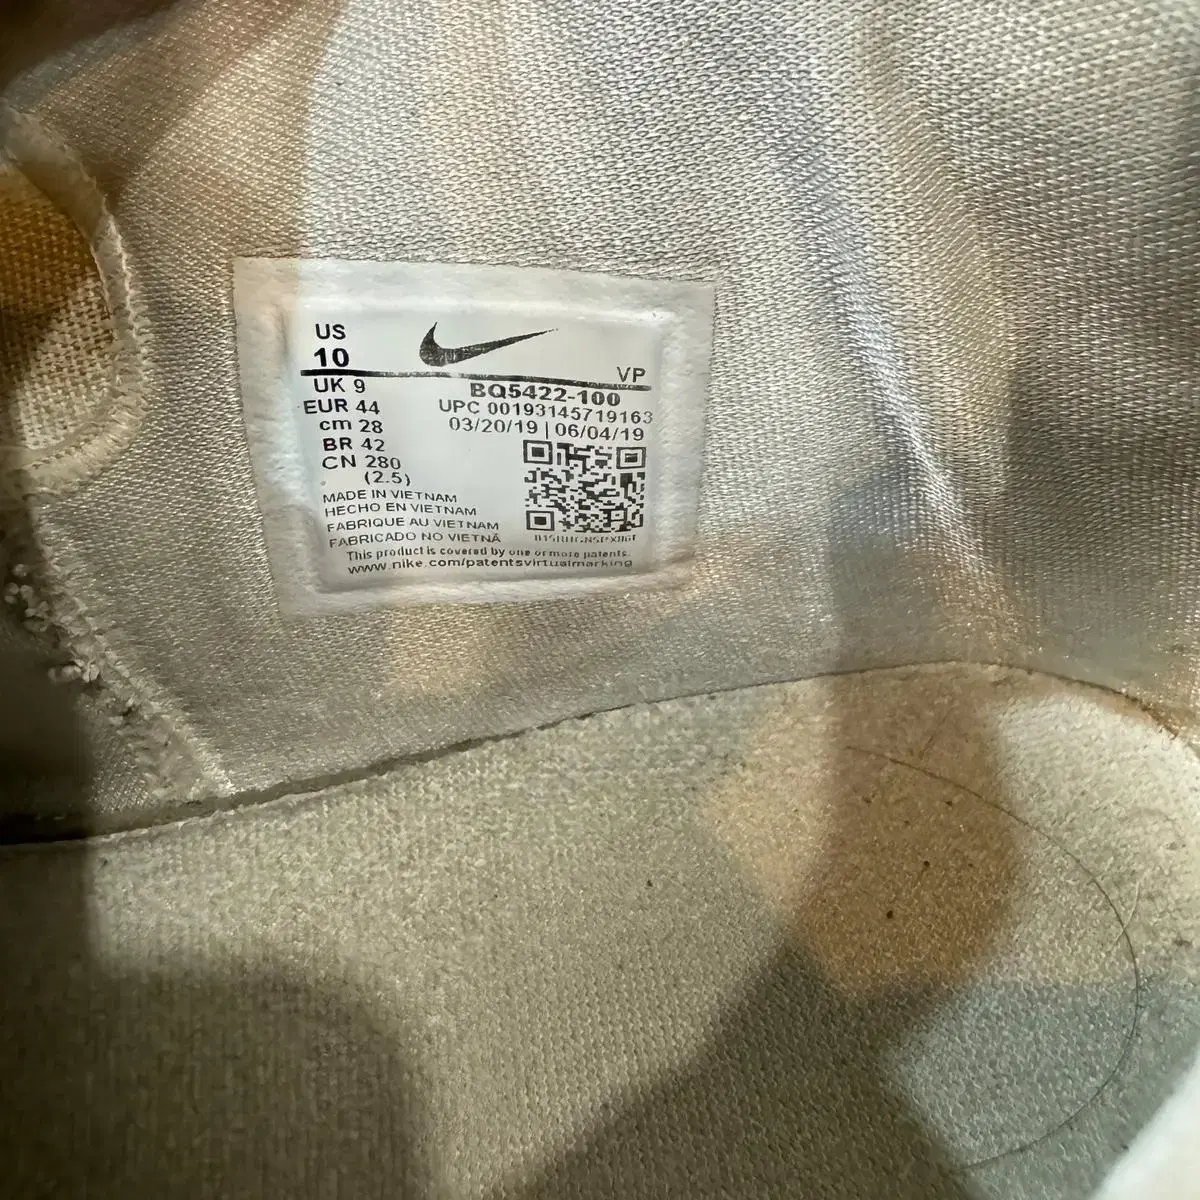 US
10
UK 9
EUR 44
cm 28
BR 42
CN 280
(2.5)
VP
BQ5422-100
UPC 00193145719163
03/20/19 | 06/04/19
MADE IN VIETNAM
HECHO EN VIETNAM
FABRIQUE AU VIETNAM
FABRICADO NO VIETNÃ
This product is covered by one or more patents.
www.nike.com/patentsvirtualmarking